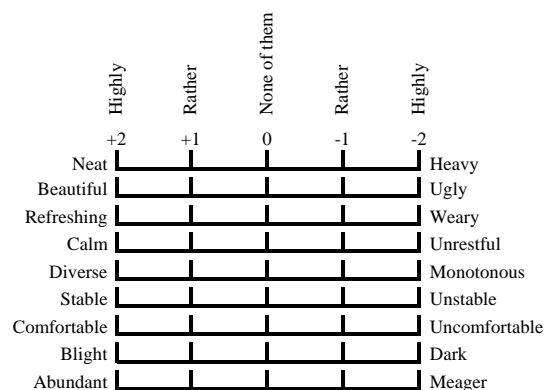 Highly Rather None of them Rather Highly
+2 +1 0 -1 -2
Neat Heavy
Beautiful Ugly
Refreshing Weary
Calm Unrestful
Diverse Monotonous
Stable Unstable
Comfortable Uncomfortable
Blight Dark
Abundant Meager